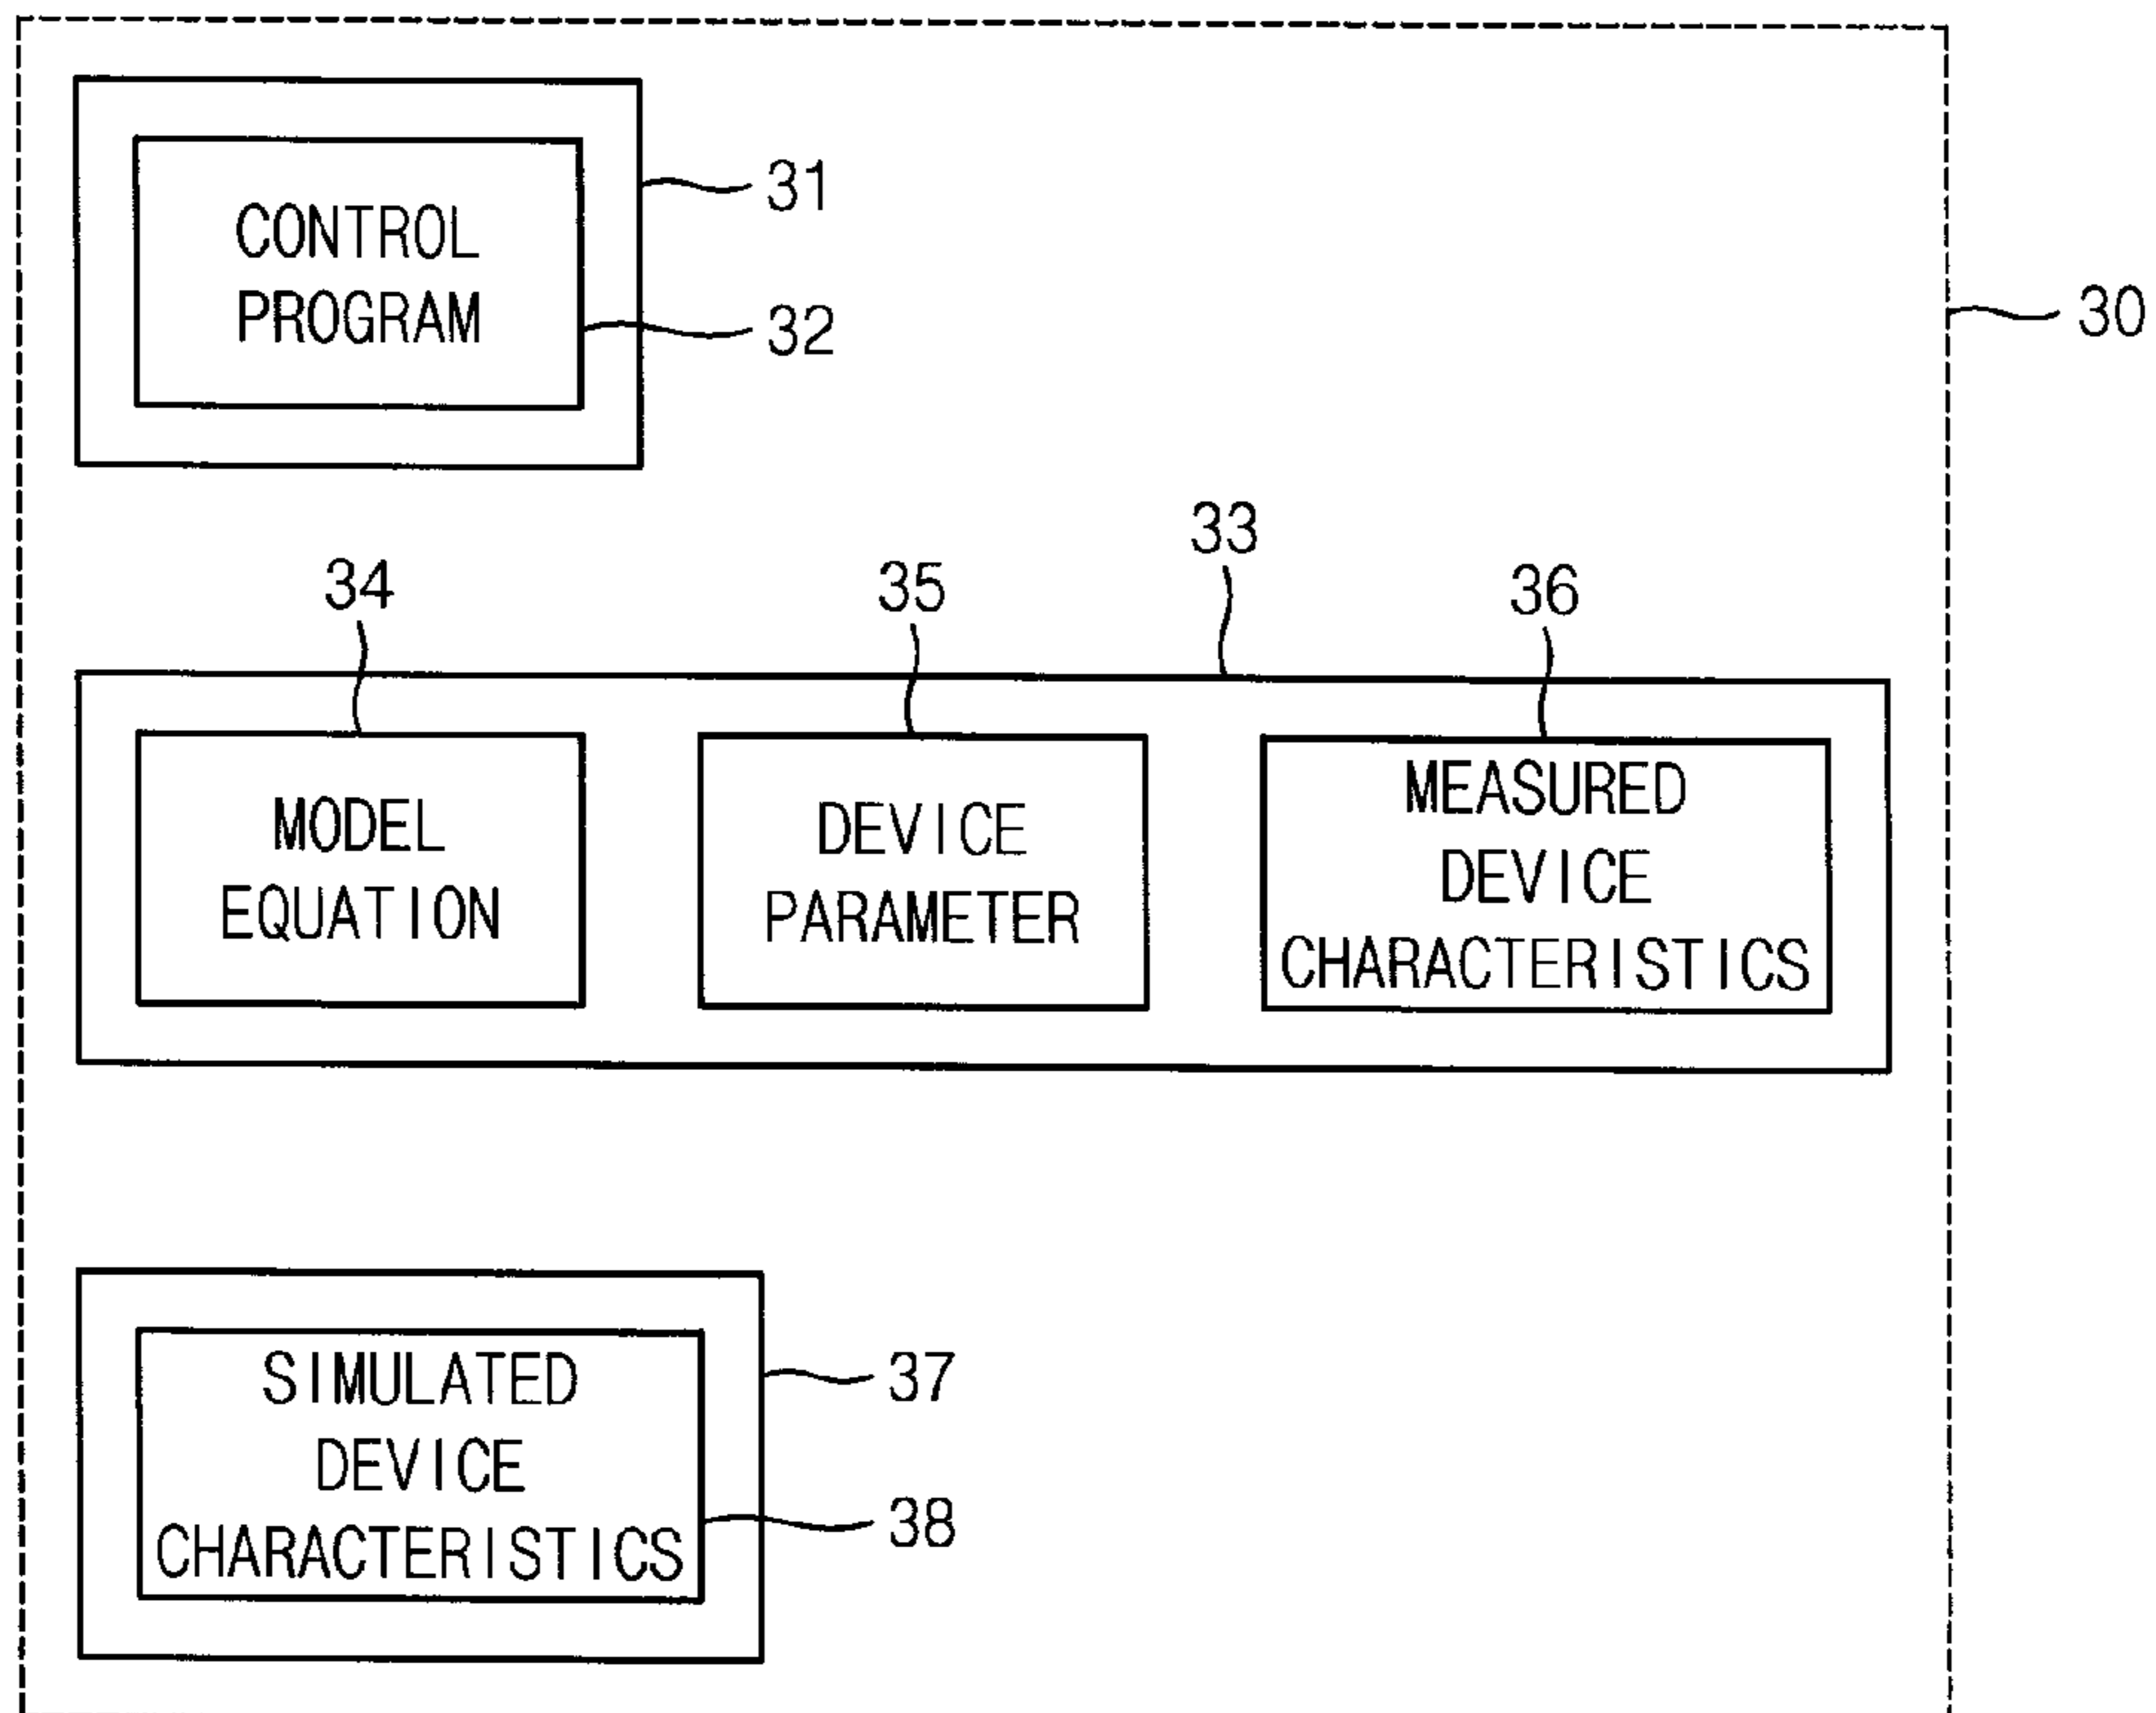 CONTROL
PROGRAM
31
32
30
33
34
35
36
MODEL
EQUATION
DEVICE
PARAMETER
MEASURED
DEVICE
CHARACTERISTICS
SIMULATED
DEVICE
CHARACTERISTICS
37
38